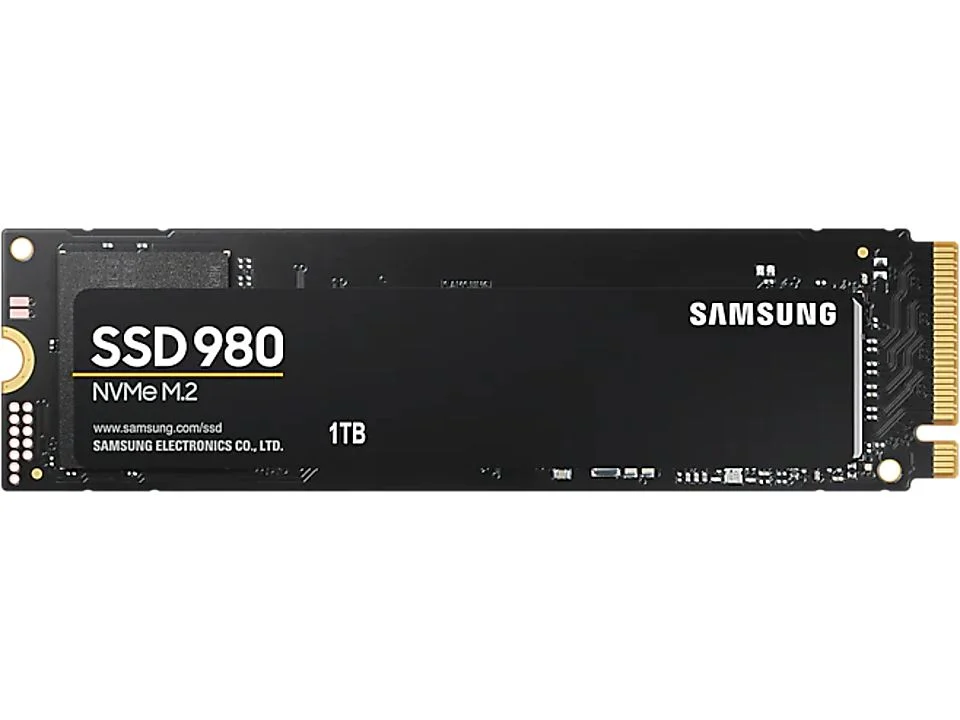 SAMSUNG
SSD 980
NVMe M.2
www.samsung.com/ssd
SAMSUNG ELECTRONICS CO., LTD.
1TB